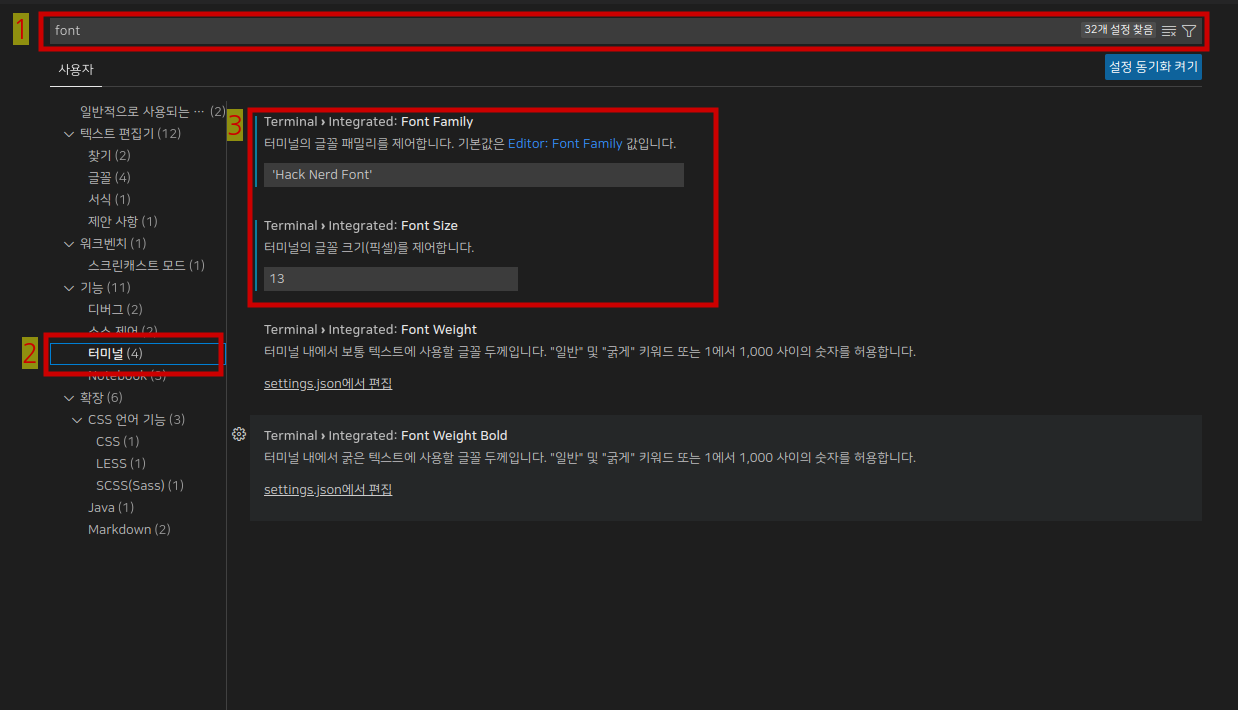 1
font
32개 설정 찾음
사용자
설정 동기화 켜기
일반적으로 사용되는 ··· (2)
텍스트 편집기 (12)
찾기 (2)
글꼴 (4)
서식 (1)
제안 사항 (1)
워크벤치 (1)
스크린캐스트 모드 (1)
기능 (11)
디버그 (2)
소스 제어 (2)
2
터미널 (4)
Notebook (3)
확장 (6)
CSS 언어 기능 (3)
CSS (1)
LESS (1)
SCSS(Sass) (1)
Java (1)
Markdown (2)
3
Terminal › Integrated: Font Family
터미널의 글꼴 패밀리를 제어합니다. 기본값은 Editor: Font Family 값입니다.
'Hack Nerd Font'
Terminal › Integrated: Font Size
터미널의 글꼴 크기(픽셀)를 제어합니다.
13
Terminal › Integrated: Font Weight
터미널 내에서 보통 텍스트에 사용할 글꼴 두께입니다. "일반" 및 "굵게" 키워드 또는 1에서 1,000 사이의 숫자를 허용합니다.
settings.json에서 편집
Terminal › Integrated: Font Weight Bold
터미널 내에서 굵은 텍스트에 사용할 글꼴 두께입니다. "일반" 및 "굵게" 키워드 또는 1에서 1,000 사이의 숫자를 허용합니다.
settings.json에서 편집